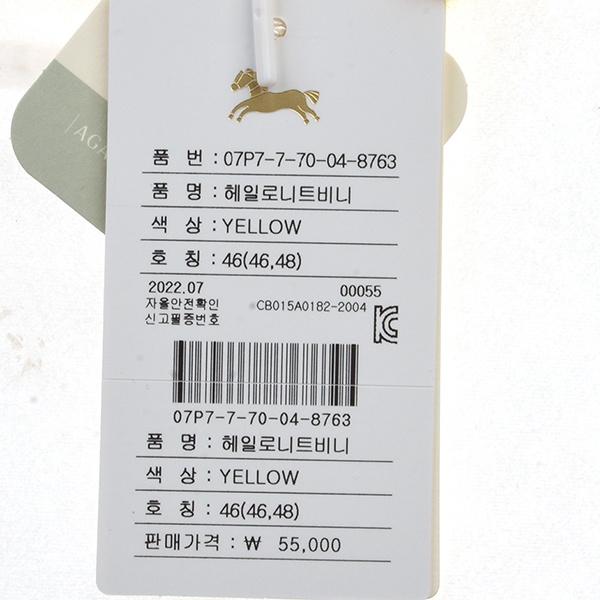 AGA
품 번 : 07P7-7-70-04-8763
품 명 : 헤일로니트비니
색 상 : YELLOW
호 칭 : 46(46,48)
2022.07 00055
자율안전확인 CB015A0182-2004
신고필증번호
07P7-7-70-04-8763
품 명 : 헤일로니트비니
색 상 : YELLOW
호 칭 : 46(46,48)
판매가격 : ₩ 55,000